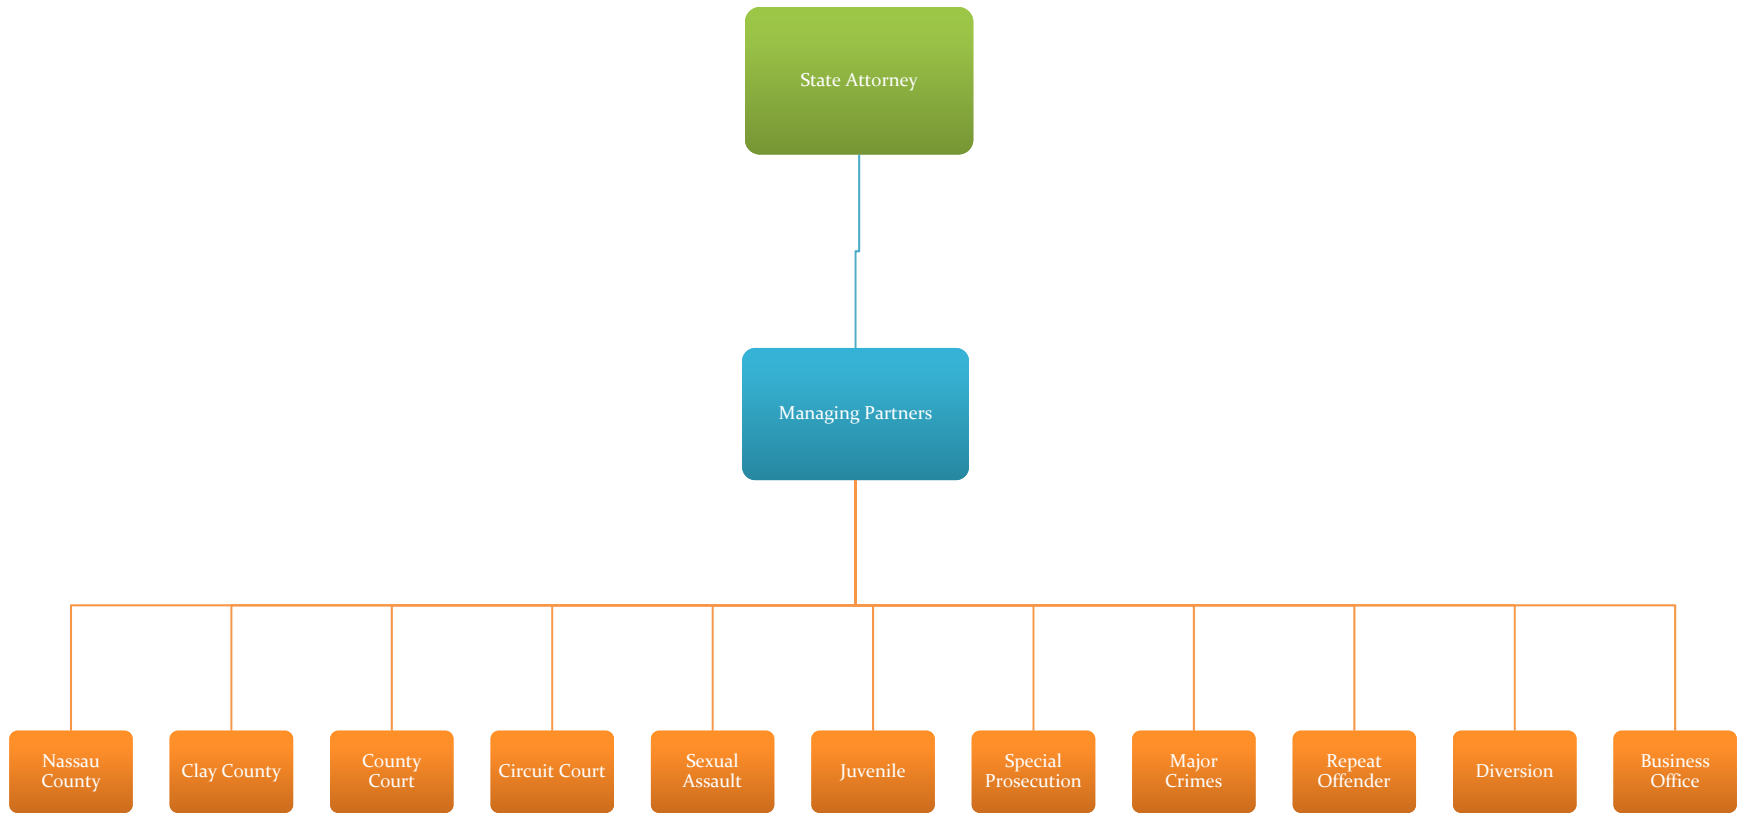 State Attorney
Managing Partners
Nassau
County
Clay County
County
Court
Circuit Court
Sexual
Assault
Juvenile
Special
Prosecution
Major
Crimes
Repeat
Offender
Diversion
Business
Office